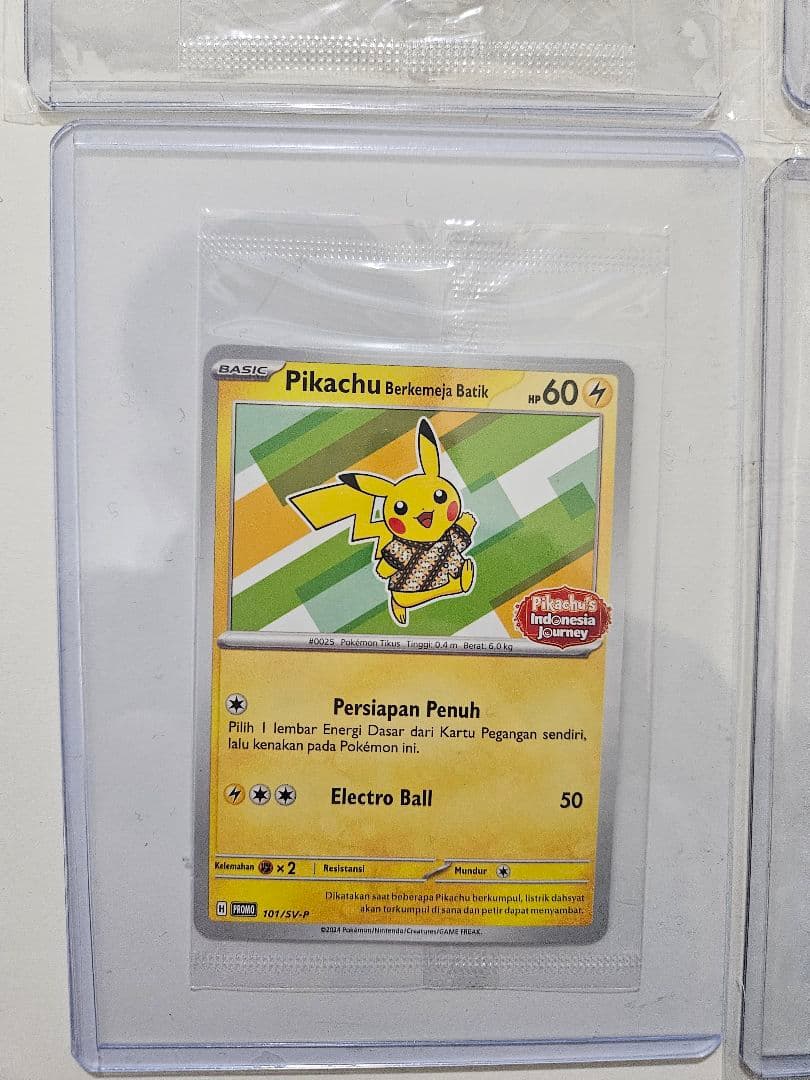 BASIC Pikachu Berkemeja Batik HP 60
Pikachu's
Indonesia
Journey
#0025 Pokémon Tikus Tinggi: 0.4 m Berat: 6,0 kg
Persiapan Penuh
Pilih 1 lembar Energi Dasar dari Kartu Pegangan sendiri,
lalu kenakan pada Pokémon ini.
Electro Ball 50
Kelemahan ×2 Resistansi Mundur
Dikatakan saat beberapa Pikachu berkumpul, listrik dahsyat
akan terkumpul di sana dan petir dapat menyambar.
H PROMO 101/SV-P
©2024 Pokémon/Nintendo/Creatures/GAME FREAK.